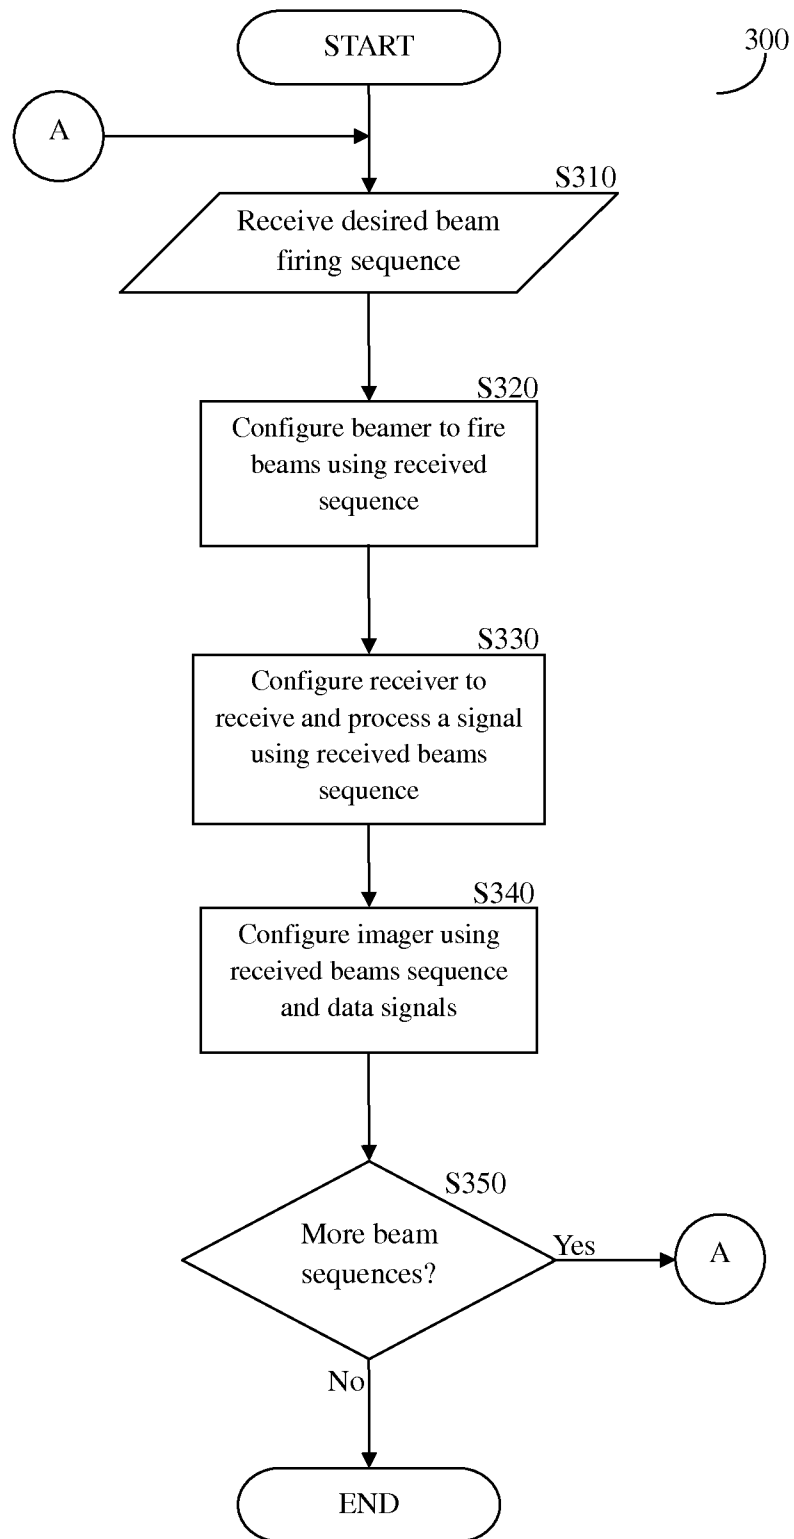 START
300
A
S310
Receive desired beam
firing sequence
S320
Configure beamer to fire
beams using received
sequence
S330
Configure receiver to
receive and process a signal
using received beams
sequence
S340
Configure imager using
received beams sequence
and data signals
S350
More beam
sequences?
Yes
A
No
END